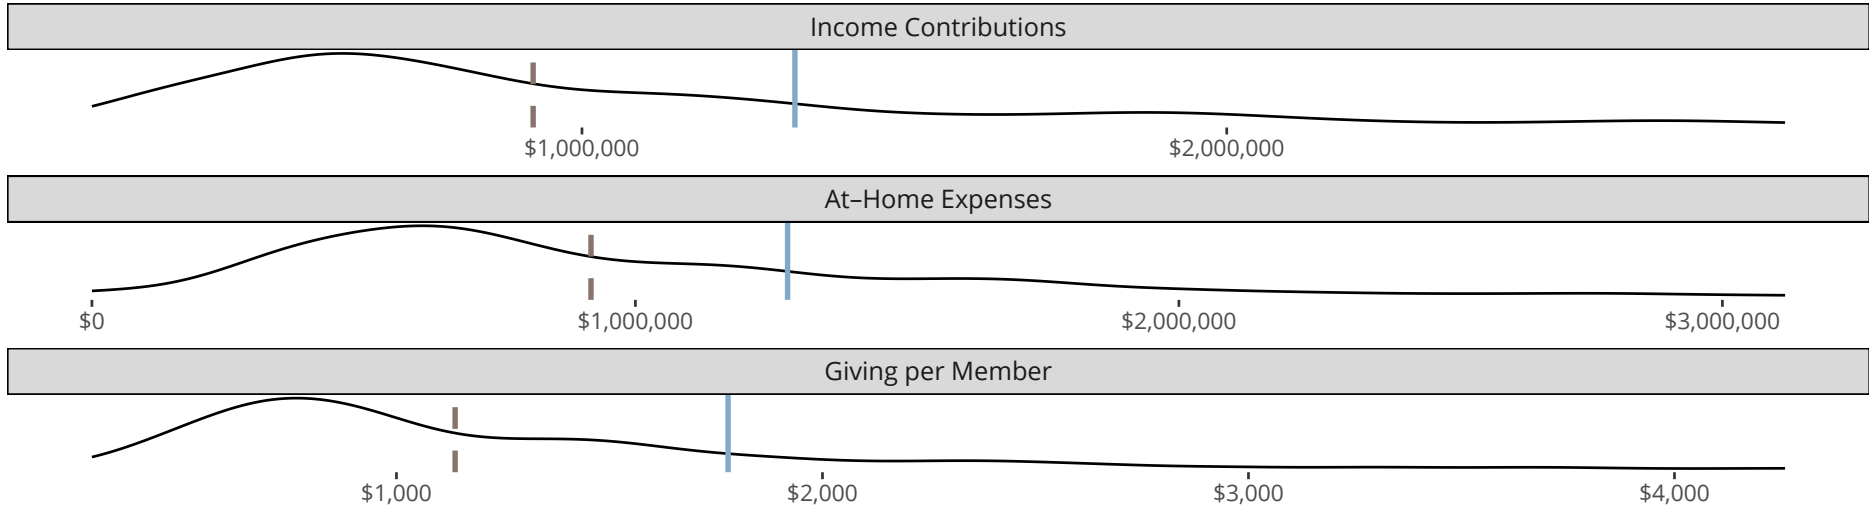 Income Contributions
$1,000,000 $2,000,000
At–Home Expenses
$0 $1,000,000 $2,000,000 $3,000,000
Giving per Member
$1,000 $2,000 $3,000 $4,000